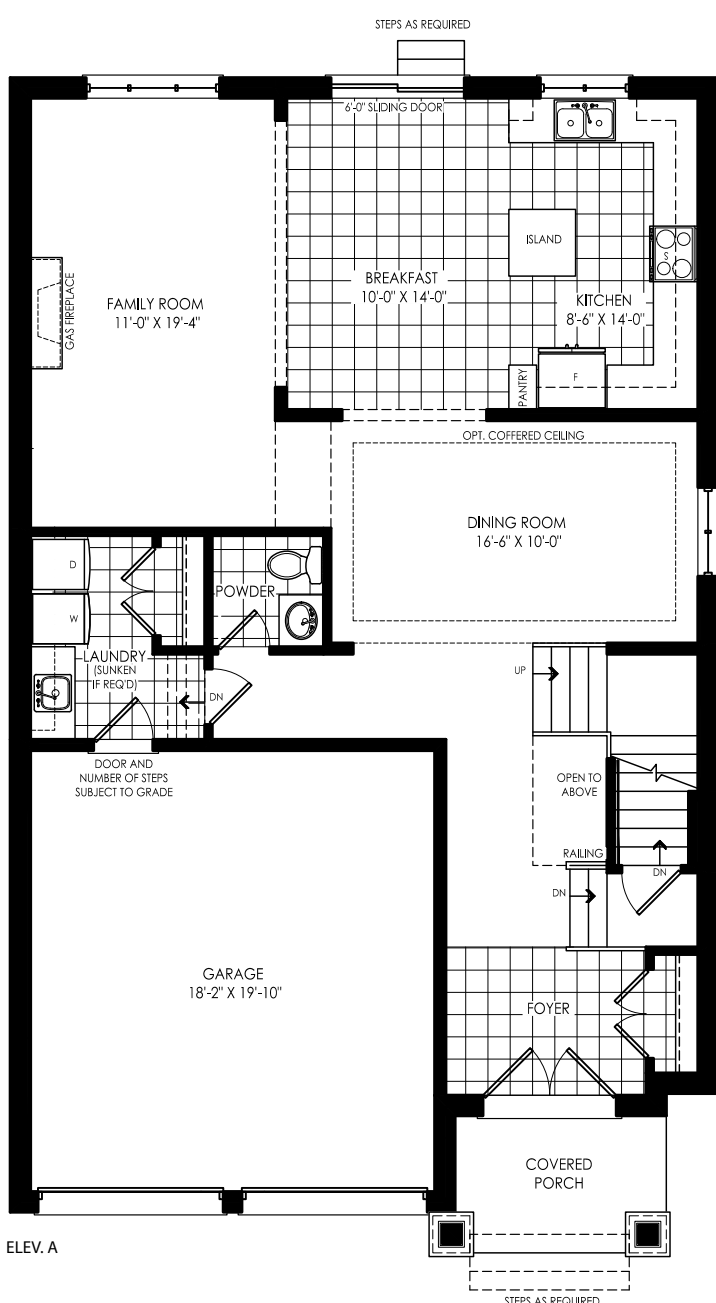 STEPS AS REQUIRED
6'-0" SLIDING DOOR
ISLAND
S
BREAKFAST
10'-0" X 14'-0"
KITCHEN
8'-6" X 14'-0"
GAS FIREPLACE
FAMILY ROOM
11'-0" X 19'-4"
PANTRY
F
OPT. COFFERED CEILING
DINING ROOM
16'-6" X 10'-0"
D
W
POWDER
LAUNDRY
(SUNKEN
IF REQ'D)
DN
UP
DOOR AND
NUMBER OF STEPS
SUBJECT TO GRADE
OPEN TO
ABOVE
RAILING
DN
DN
GARAGE
18'-2" X 19'-10"
FOYER
COVERED
PORCH
ELEV. A
STEPS AS REQUIRED